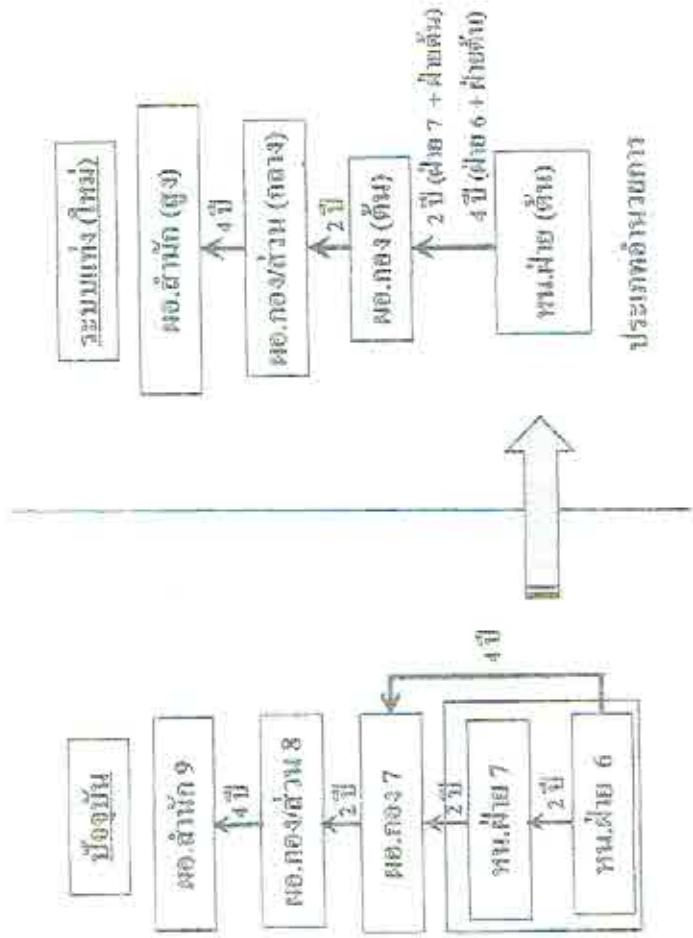 ปัจจุบัน
ผอ.สำนัก 9
4 ปี
ผอ.กอง/ส่วน 8
2 ปี
ผอ.กอง 7
2 ปี
หน.ฝ่าย 7
2 ปี
หน.ฝ่าย 6
4 ปี
ระบบแท่ง (ใหม่)
ผอ.สำนัก (สูง)
4 ปี
ผอ.กอง/ส่วน (กลาง)
2 ปี
ผอ.กอง (ต้น)
2 ปี (ฝ่าย 7 + ฝ่ายต้น)
4 ปี (ฝ่าย 6 + ฝ่ายต้น)
หน.ฝ่าย (ต้น)
ประเภทอำนวยการ